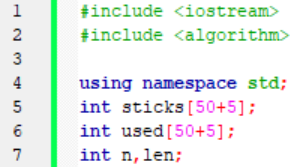 1 #include <iostream>
2 #include <algorithm>
3
4 using namespace std;
5 int sticks[50+5];
6 int used[50+5];
7 int n,len;